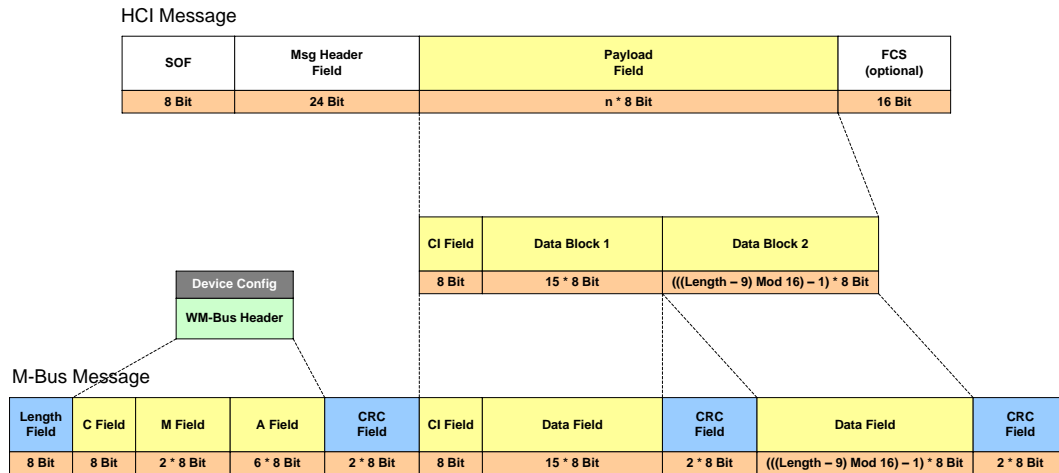 HCI Message
SOF
Msg Header
Field
Payload
Field
FCS
(optional)
8 Bit
24 Bit
n * 8 Bit
16 Bit
CI Field
Data Block 1
Data Block 2
8 Bit
15 * 8 Bit
(((Length – 9) Mod 16) – 1) * 8 Bit
Device Config
WM-Bus Header
M-Bus Message
Length
Field
C Field
M Field
A Field
CRC
Field
CI Field
Data Field
CRC
Field
Data Field
CRC
Field
8 Bit
8 Bit
2 * 8 Bit
6 * 8 Bit
2 * 8 Bit
8 Bit
15 * 8 Bit
2 * 8 Bit
(((Length – 9) Mod 16) – 1) * 8 Bit
2 * 8 Bit